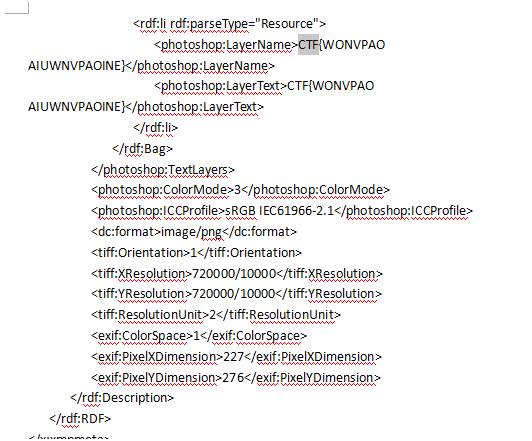 <rdf:li rdf:parseType="Resource">
<photoshop:LayerName>CTF{WONVPAO
AIUWNVPAOINE}</photoshop:LayerName>
<photoshop:LayerText>CTF{WONVPAO
AIUWNVPAOINE}</photoshop:LayerText>
</rdf:li>
</rdf:Bag>
</photoshop:TextLayers>
<photoshop:ColorMode>3</photoshop:ColorMode>
<photoshop:ICCProfile>sRGB IEC61966-2.1</photoshop:ICCProfile>
<dc:format>image/png</dc:format>
<tiff:Orientation>1</tiff:Orientation>
<tiff:XResolution>720000/10000</tiff:XResolution>
<tiff:YResolution>720000/10000</tiff:YResolution>
<tiff:ResolutionUnit>2</tiff:ResolutionUnit>
<exif:ColorSpace>1</exif:ColorSpace>
<exif:PixelXDimension>227</exif:PixelXDimension>
<exif:PixelYDimension>276</exif:PixelYDimension>
</rdf:Description>
</rdf:RDF>